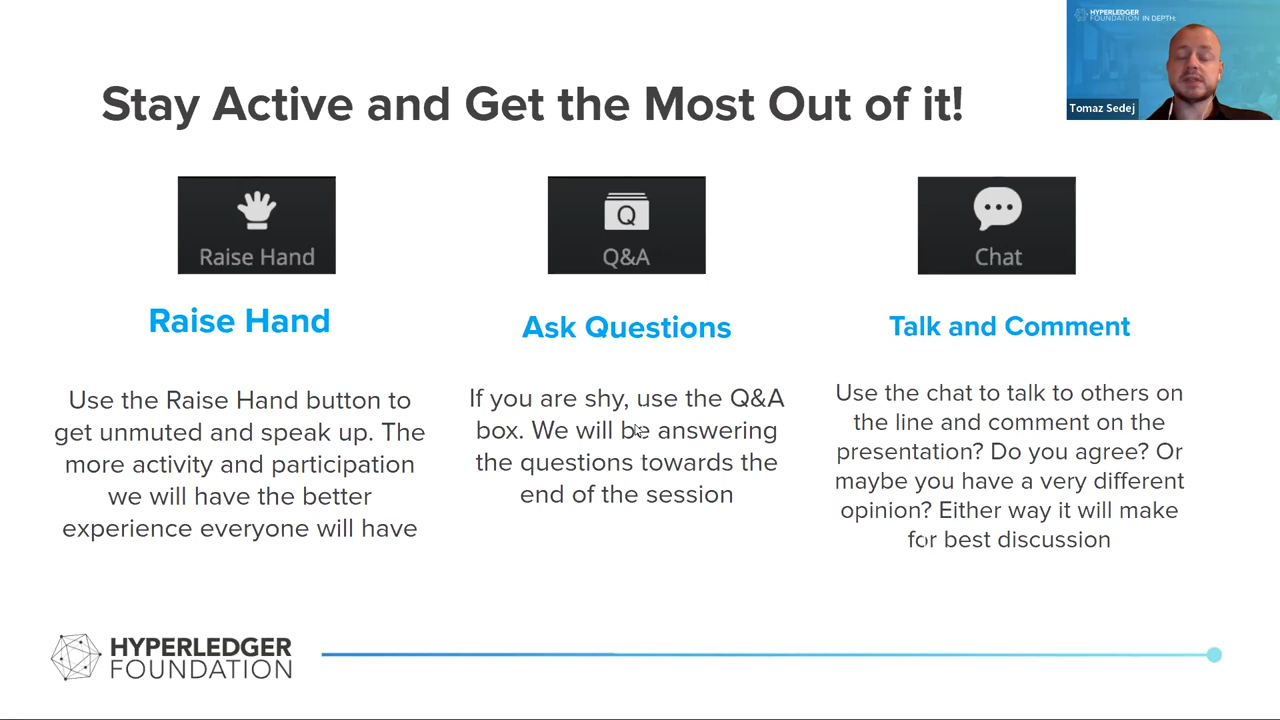 HYPERLEDGER
FOUNDATION IN DEPTH:
Tomaz Sedej
Stay Active and Get the Most Out of it!
Raise Hand
Q
Q&A
Chat
Raise Hand
Ask Questions
Talk and Comment
Use the Raise Hand button to
get unmuted and speak up. The
more activity and participation
we will have the better
experience everyone will have
If you are shy, use the Q&A
box. We will be answering
the questions towards the
end of the session
Use the chat to talk to others on
the line and comment on the
presentation? Do you agree? Or
maybe you have a very different
opinion? Either way it will make
for best discussion
HYPERLEDGER
FOUNDATION